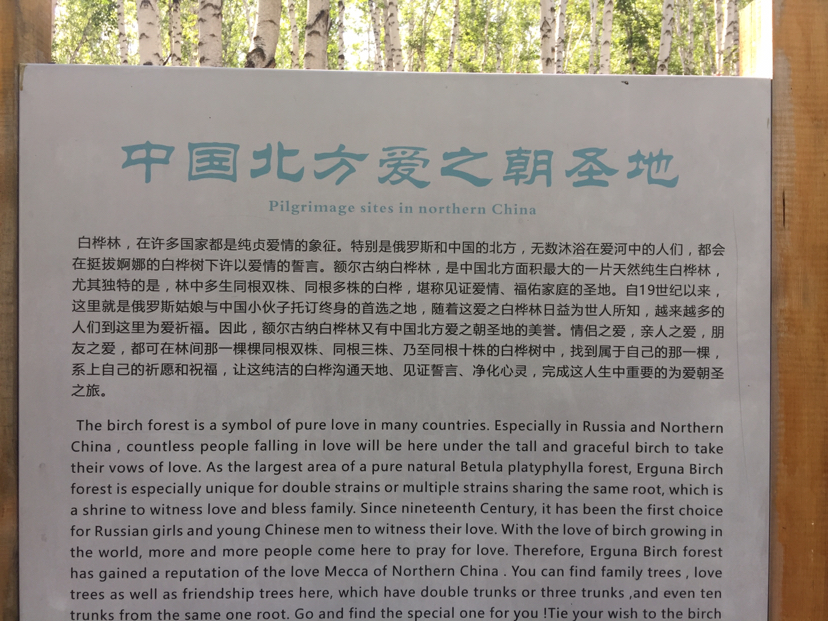 中国北方爱之朝圣地
Pilgrimage sites in northern China
白桦林，在许多国家都是纯贞爱情的象征。特别是俄罗斯和中国的北方，无数沐浴在爱河中的人们，都会
在挺拔婀娜的白桦树下许以爱情的誓言。额尔古纳白桦林，是中国北方面积最大的一片天然纯生白桦林，
尤其独特的是，林中多生同根双株、同根多株的白桦，堪称见证爱情、福佑家庭的圣地。自19世纪以来，
这里就是俄罗斯姑娘与中国小伙子托订终身的首选之地，随着这爱之白桦林日益为世人所知，越来越多的
人们到这里为爱祈福。因此，额尔古纳白桦林又有中国北方爱之朝圣地的美誉。情侣之爱，亲人之爱，朋
友之爱，都可在林间那一棵棵同根双株、同根三株、乃至同根十株的白桦树中，找到属于自己的那一棵，
系上自己的祈愿和祝福，让这纯洁的白桦沟通天地、见证誓言、净化心灵，完成这人生中重要的为爱朝圣
之旅。
The birch forest is a symbol of pure love in many countries. Especially in Russia and Northern
China , countless people falling in love will be here under the tall and graceful birch to take
their vows of love. As the largest area of a pure natural Betula platyphylla forest, Erguna Birch
forest is especially unique for double strains or multiple strains sharing the same root, which is
a shrine to witness love and bless family. Since nineteenth Century, it has been the first choice
for Russian girls and young Chinese men to witness their love. With the love of birch growing in
the world, more and more people come here to pray for love. Therefore, Erguna Birch forest
has gained a reputation of the love Mecca of Northern China . You can find family trees , love
trees as well as friendship trees here, which have double trunks or three trunks ,and even ten
trunks from the same one root. Go and find the special one for you !Tie your wish to the birch